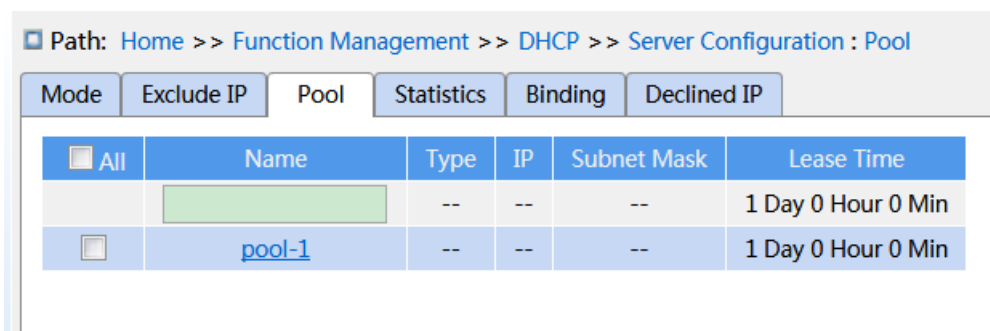 Path: Home >> Function Management >> DHCP >> Server Configuration : Pool
Mode Exclude IP Pool Statistics Binding Declined IP
All Name Type IP Subnet Mask Lease Time
-- -- -- 1 Day 0 Hour 0 Min
pool-1 -- -- -- 1 Day 0 Hour 0 Min